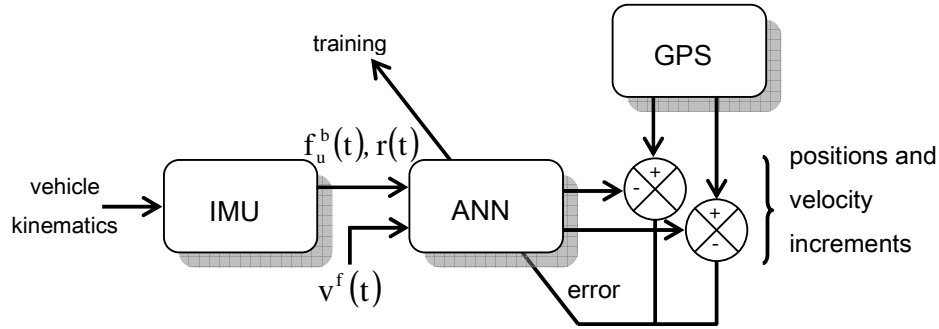 training
GPS
f_u^b(t), r(t)
vehicle
kinematics
IMU
ANN
v^f(t)
+
-
+
-
positions and
velocity
increments
error